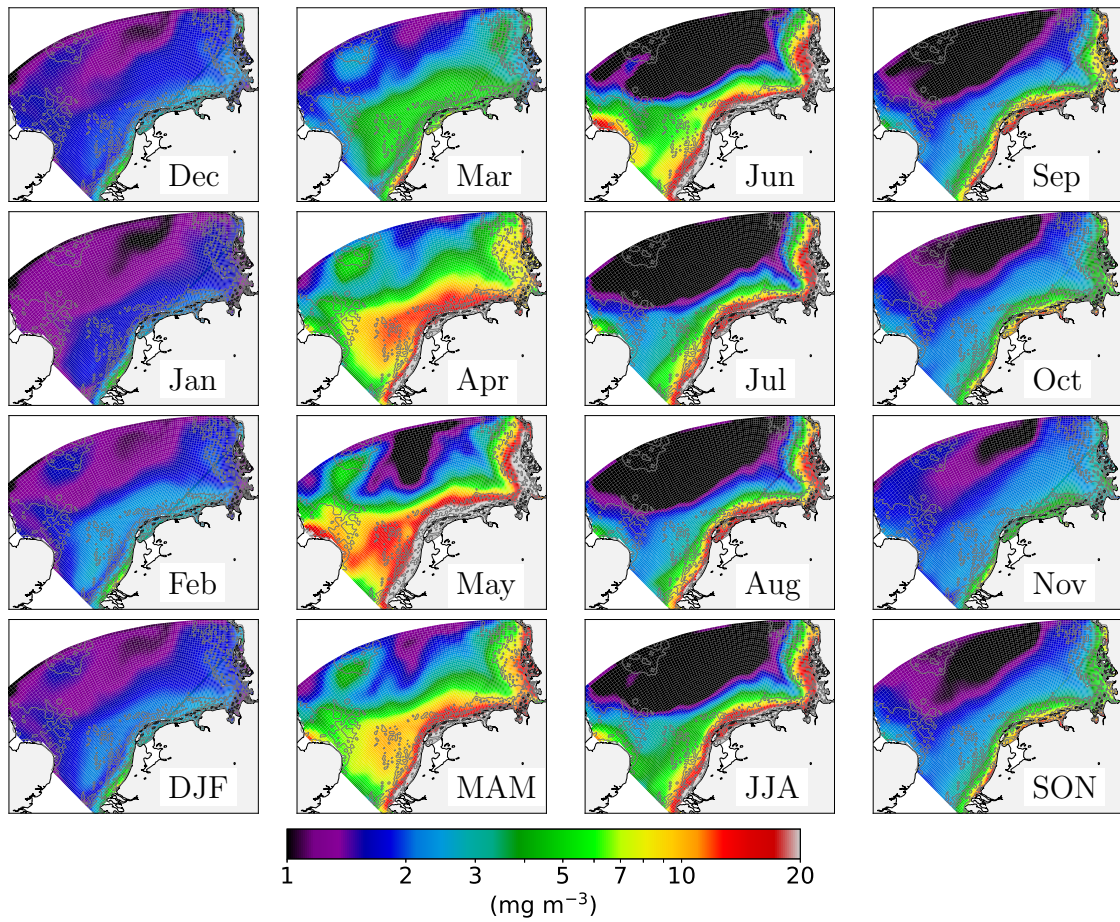 Dec
Mar
Jun
Sep
Jan
Apr
Jul
Oct
Feb
May
Aug
Nov
DJF
MAM
JJA
SON
1 2 3 5 7 10 20
(mg m⁻³)